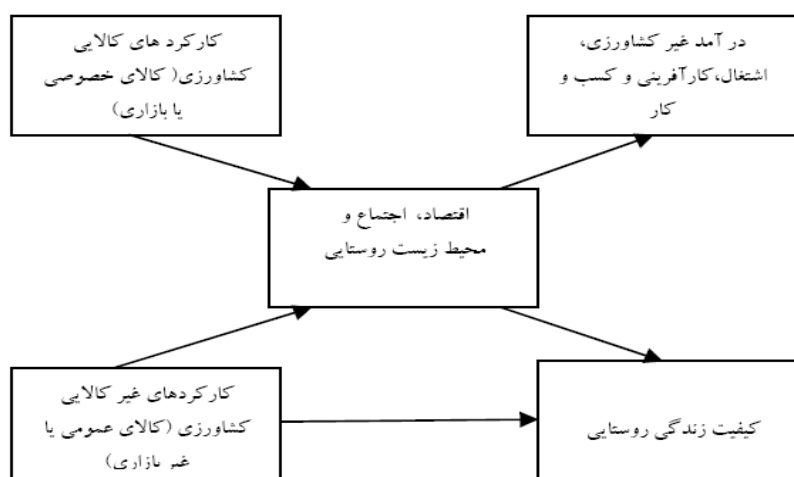 کارکرد های کالایی
کشاورزی( کالای خصوصی
یا بازاری)
در آمد غیر کشاورزی،
اشتغال،کارآفرینی و کسب و
کار
اقتصاد، اجتماع و
محیط زیست روستایی
کارکردهای غیر کالایی
کشاورزی (کالای عمومی یا
غیر بازاری)
کیفیت زندگی روستایی